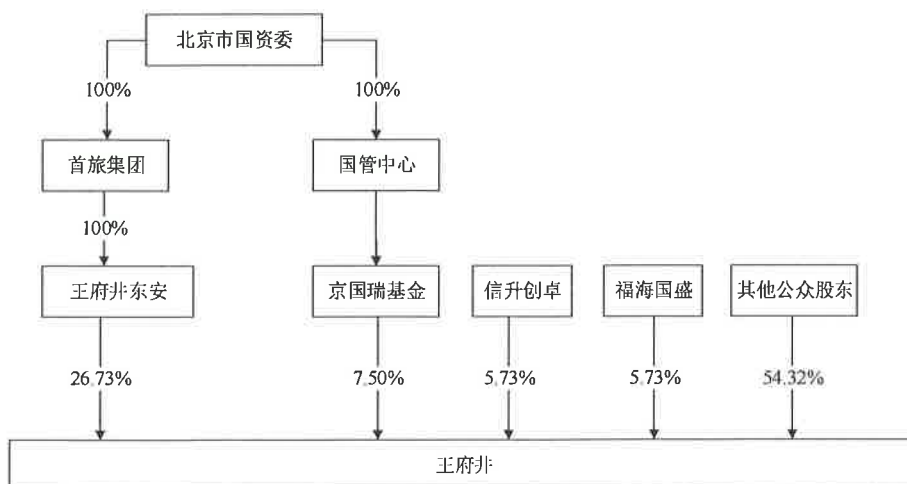 北京市国资委
100%
100%
首旅集团
国管中心
100%
王府井东安
京国瑞基金
信升创卓
福海国盛
其他公众股东
26.73%
7.50%
5.73%
5.73%
54.32%
王府井